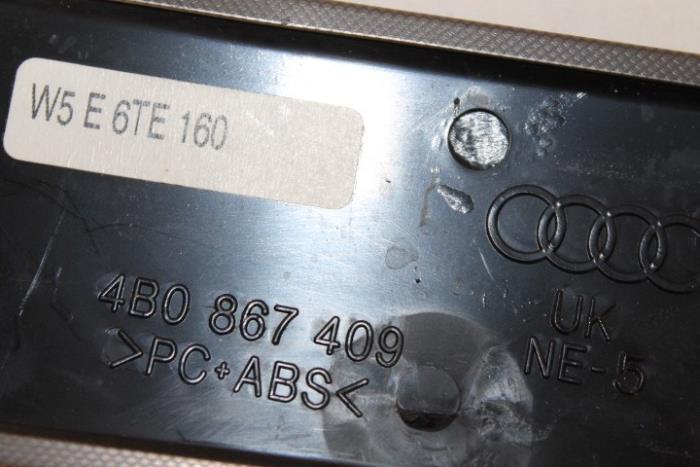 W5 E 6TE 160
4B0 867 409
>PC+ABS<
UK
NE-5